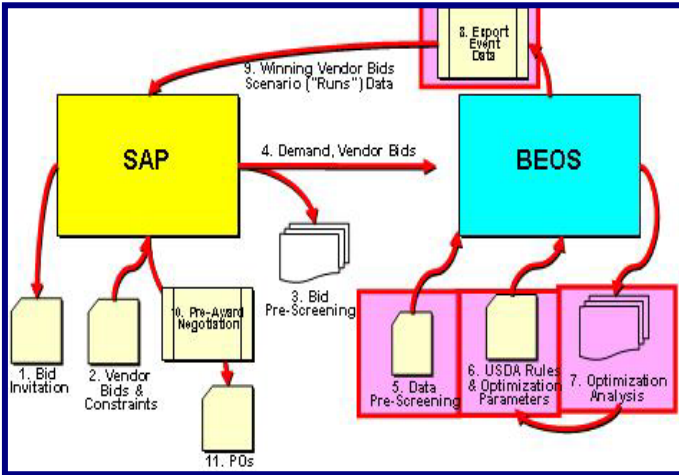 8. Export
Event
Data
9. Winning Vendor Bids
Scenario ("Runs") Data
SAP
4. Demand, Vendor Bids
BEOS
3. Bid
Pre-Screening
10. Pre-Award
Negotiation
1. Bid
Invitation
2. Vendor
Bids &
Constraints
11. POs
5. Data
Pre-Screening
6. USDA Rules
& Optimization
Parameters
7. Optimization
Analysis